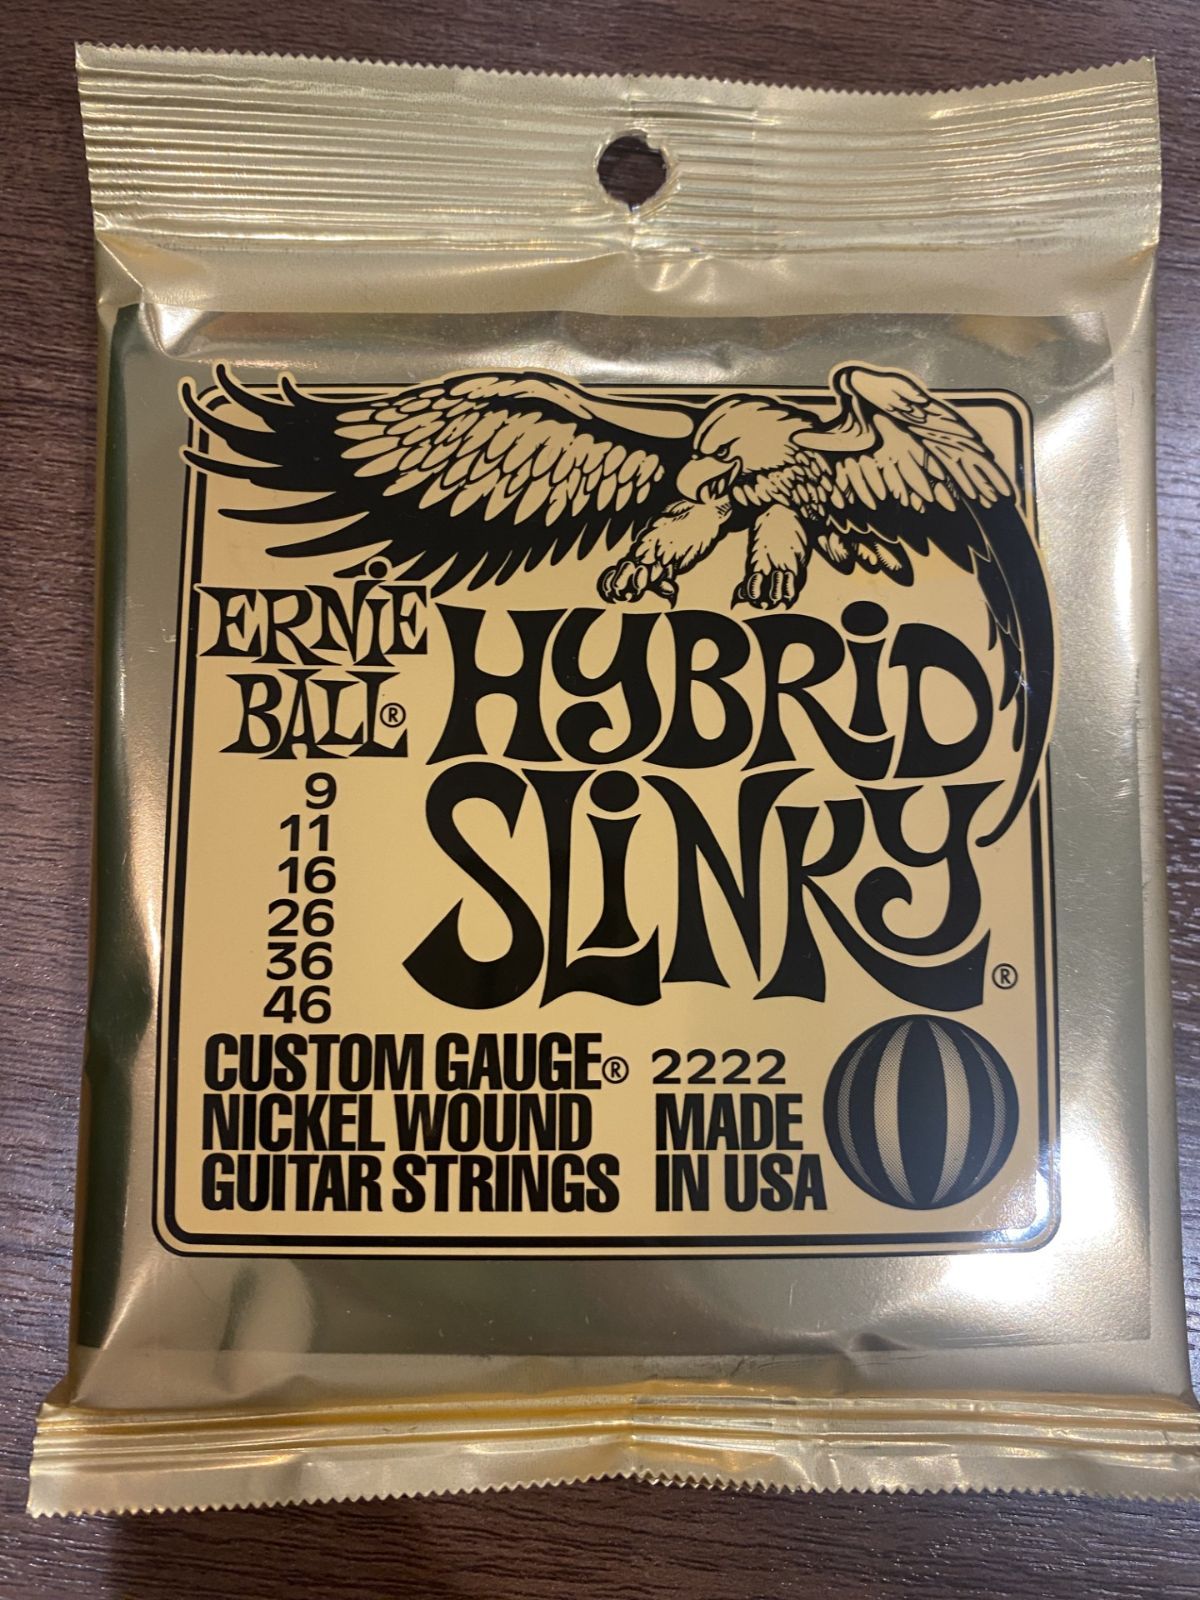 ERNiE
BALL®
HYBRiD
SLiNKY®
9
11
16
26
36
46
CUSTOM GAUGE®
NICKEL WOUND
GUITAR STRINGS
2222
MADE
IN USA